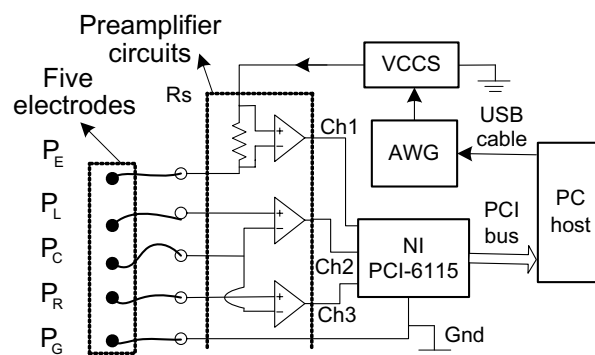 Preamplifier
circuits
Five
electrodes
Rs
VCCS
USB
cable
AWG
Ch1
+
−
P_E
P_L
P_C
P_R
P_G
+
−
Ch2
+
−
Ch3
NI
PCI-6115
PCI
bus
PC
host
Gnd